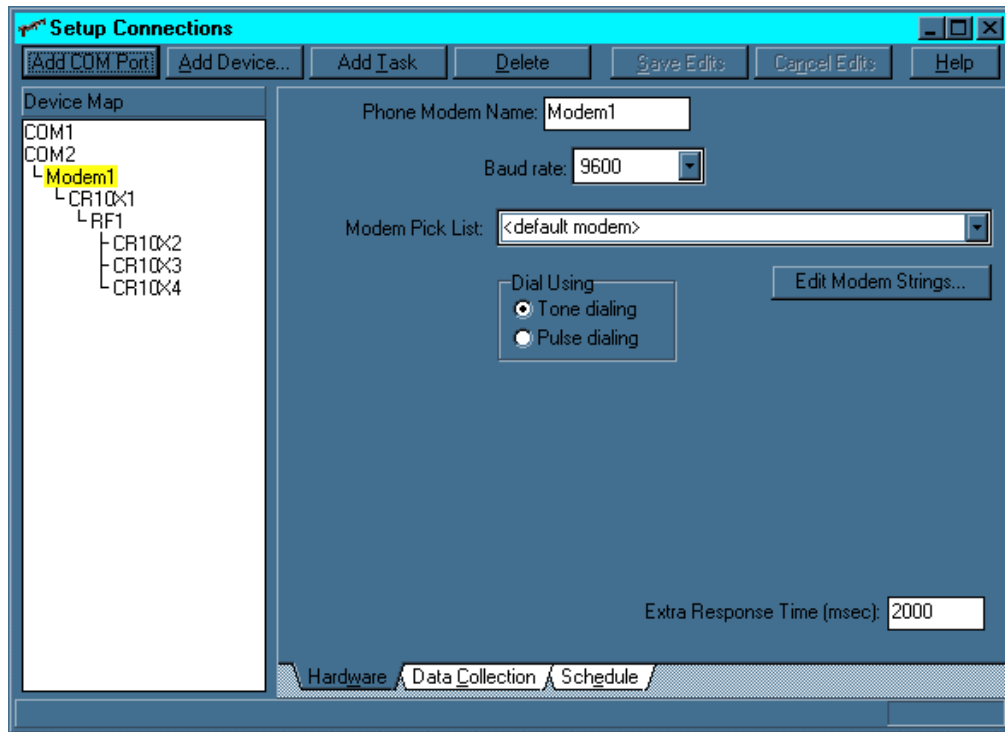 Setup Connections
Add COM Port Add Device... Add Task Delete Save Edits Cancel Edits Help
Device Map
COM1
COM2
Modem1
CR10X1
RF1
CR10X2
CR10X3
CR10X4
Phone Modem Name: Modem1
Baud rate: 9600
Modem Pick List: <default modem>
Dial Using
Tone dialing
Pulse dialing
Edit Modem Strings...
Extra Response Time (msec): 2000
Hardware Data Collection Schedule